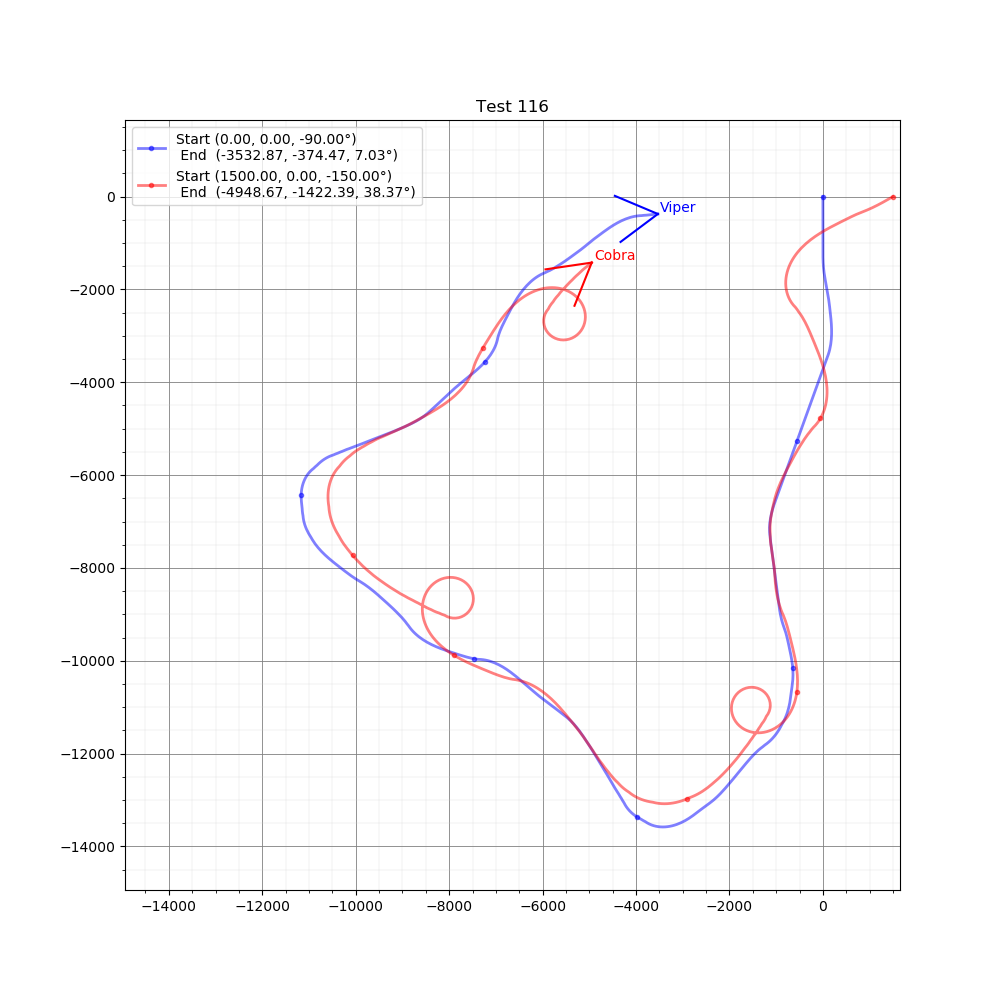 Test 116
Start (0.00, 0.00, -90.00°)
End  (-3532.87, -374.47, 7.03°)
Start (1500.00, 0.00, -150.00°)
End  (-4948.67, -1422.39, 38.37°)
Viper
Cobra
0
−2000
−4000
−6000
−8000
−10000
−12000
−14000
−14000 −12000 −10000 −8000 −6000 −4000 −2000 0